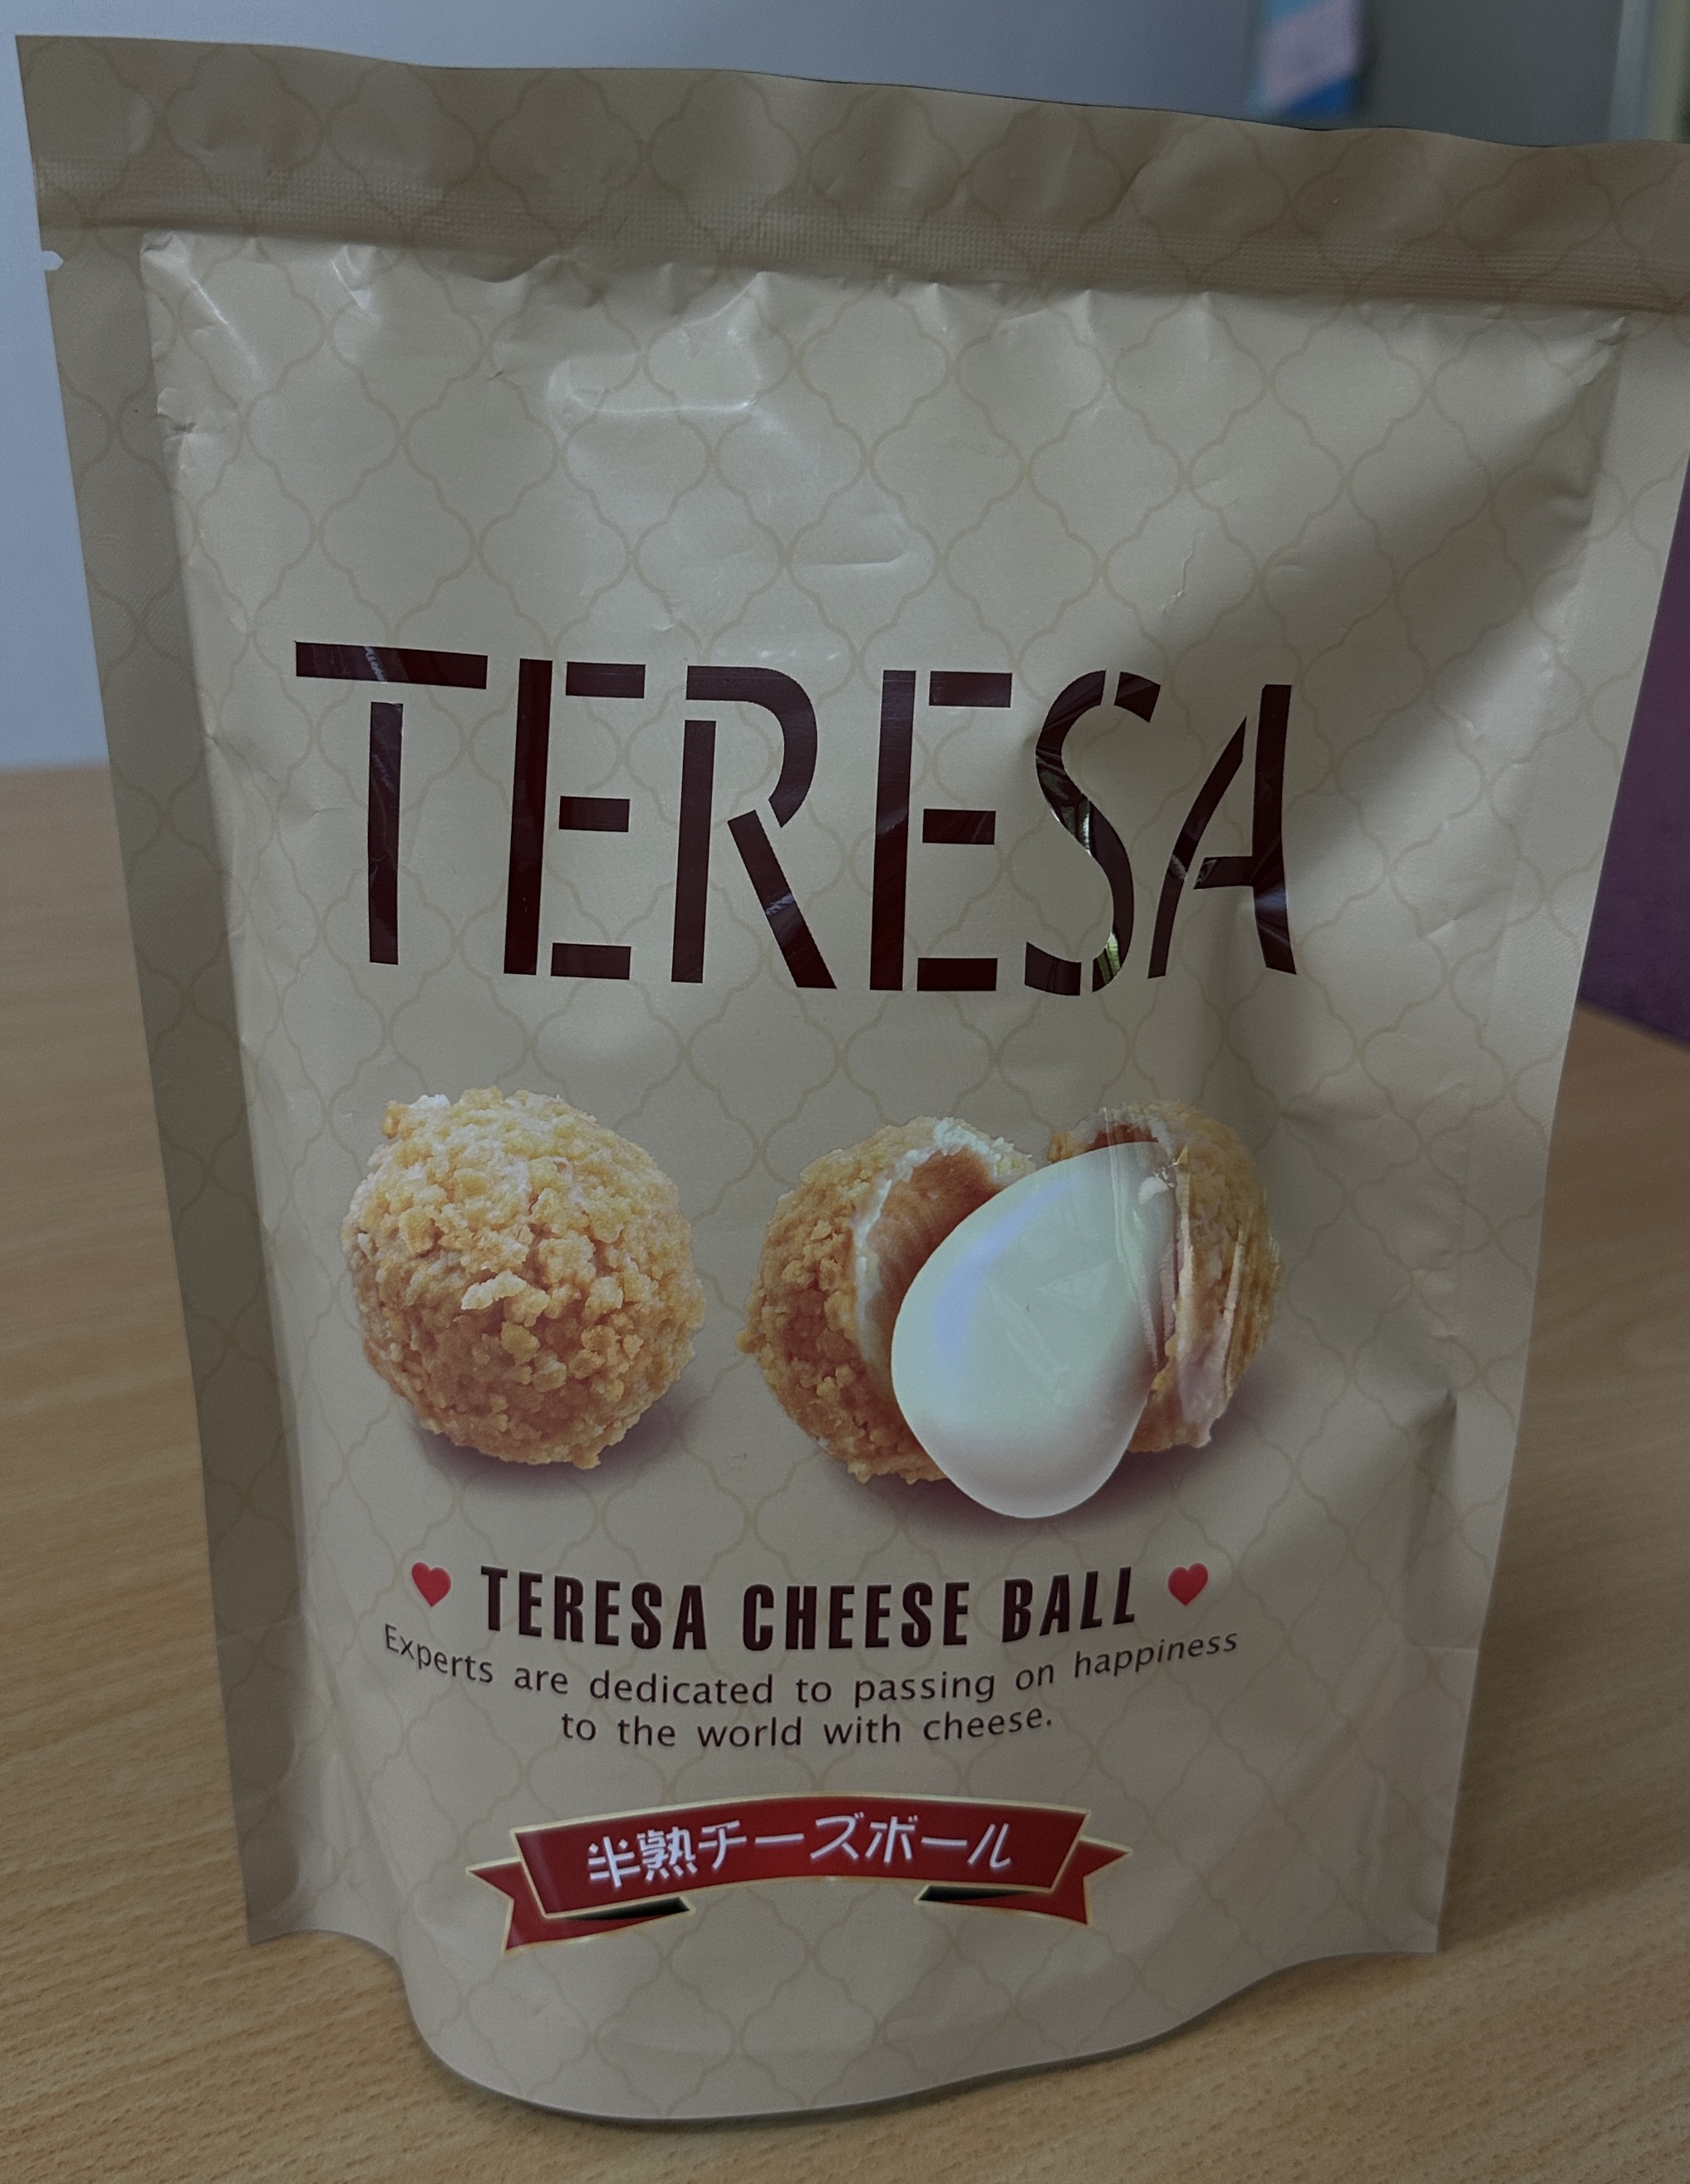 TERESA
TERESA CHEESE BALL
Experts are dedicated to passing on happiness
to the world with cheese.
半熟チーズボール